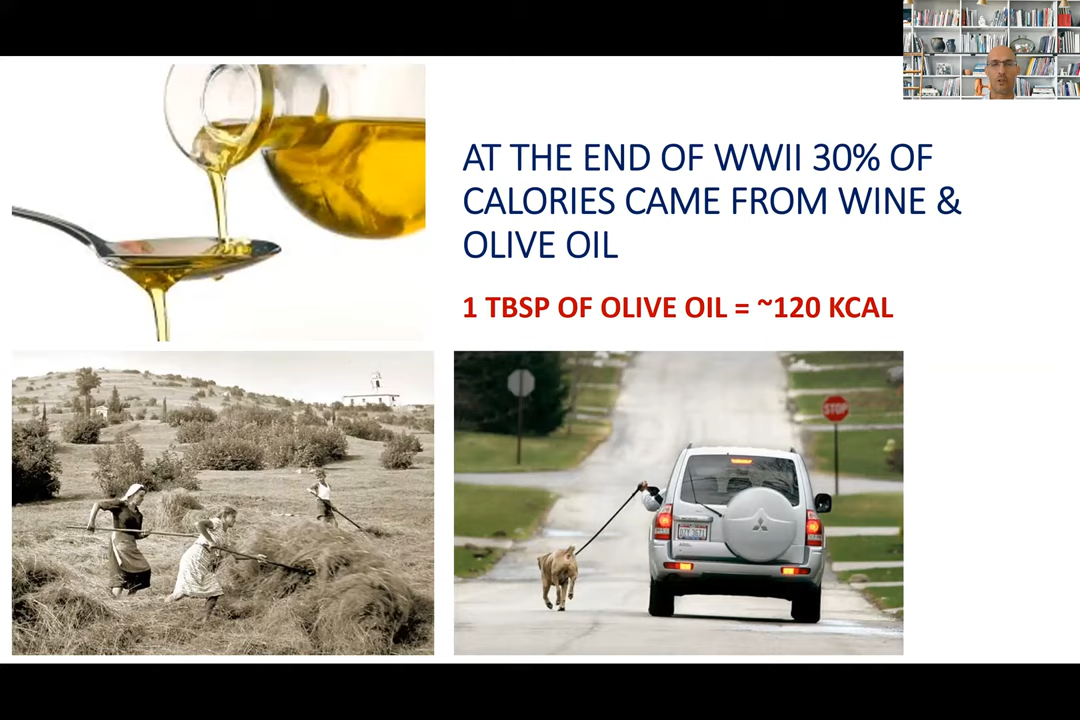 AT THE END OF WWII 30% OF
CALORIES CAME FROM WINE &
OLIVE OIL
1 TBSP OF OLIVE OIL = ~120 KCAL
STOP